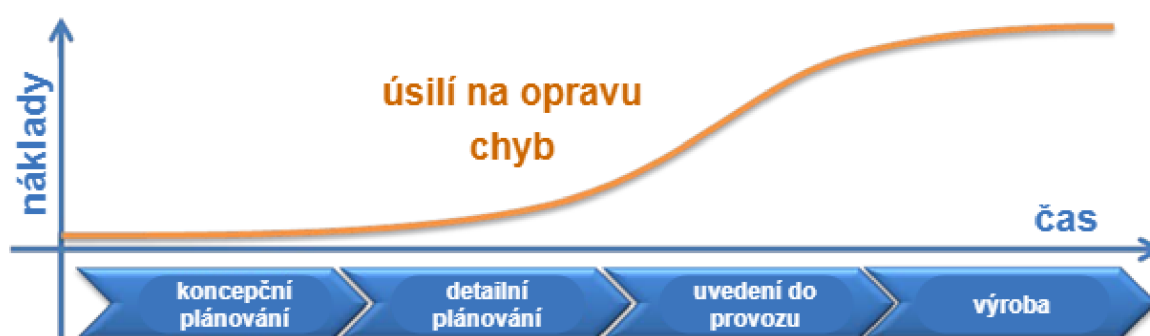 náklady
úsilí na opravu
chyb
čas
koncepční
plánování
detailní
plánování
uvedení do
provozu
výroba